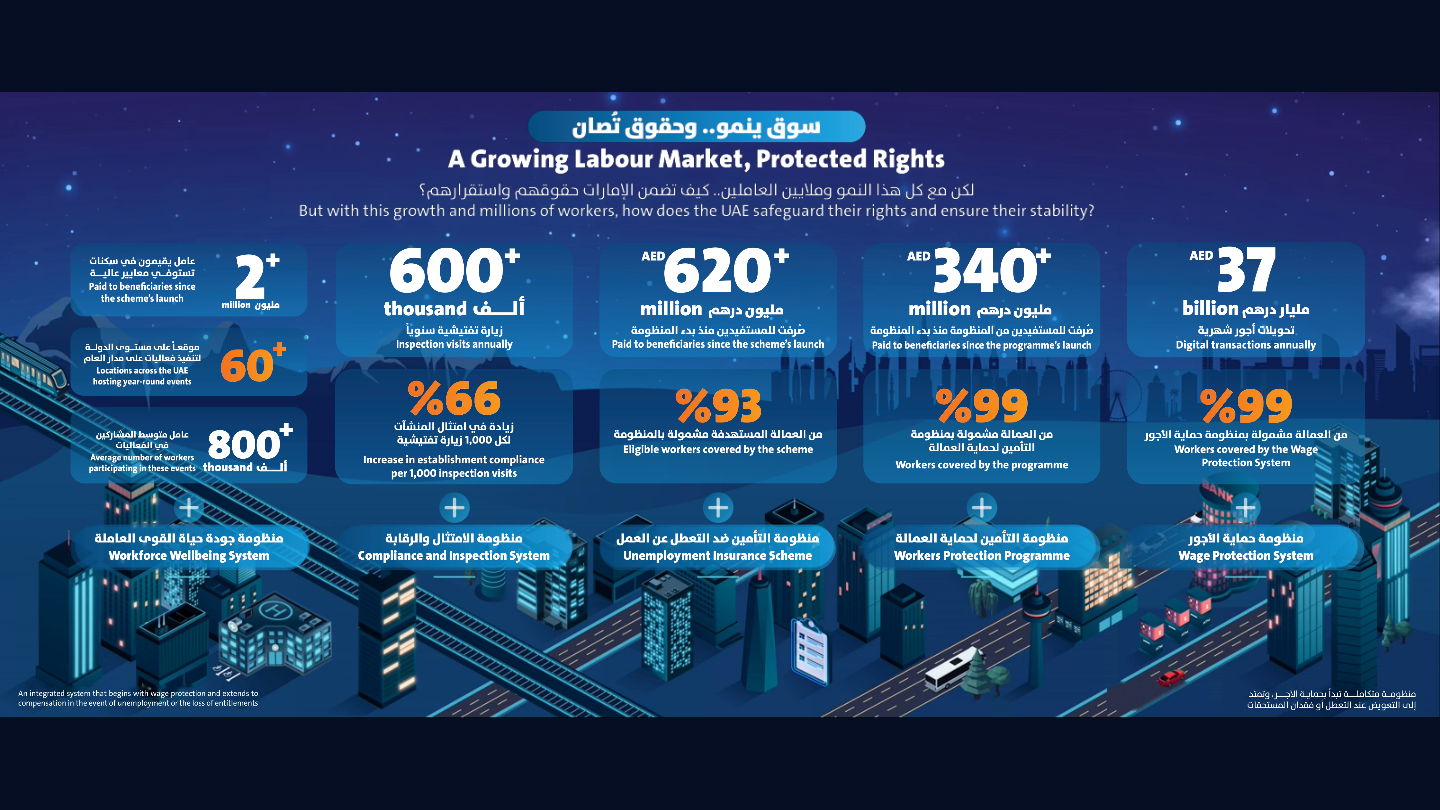 سوق ينمو.. وحقوق تُصان
A Growing Labour Market, Protected Rights
لكن مع كل هذا النمو وملايين العاملين.. كيف تضمن الإمارات حقوقهم واستقرارهم؟
But with this growth and millions of workers, how does the UAE safeguard their rights and ensure their stability?
عامل يقيمون في سكنات
تستوفي معايير عالية
Paid to beneficiaries since
the scheme's launch
2+
million مليون
موقعاً على مستوى الدولة
لتنفيذ فعاليات على مدار العام
Locations across the UAE
hosting year-round events
60+
عامل متوسط المشاركين
في الفعاليات
Average number of workers
participating in these events
800+
thousand ألف
منظومة جودة حياة القوى العاملة
Workforce Wellbeing System
600+
thousand ألف
زيارة تفتيشية سنوياً
Inspection visits annually
%66
زيادة في امتثال المنشآت
لكل 1,000 زيارة تفتيشية
Increase in establishment compliance
per 1,000 inspection visits
منظومة الامتثال والرقابة
Compliance and Inspection System
AED 620+
million مليون درهم
صُرفت للمستفيدين منذ بدء المنظومة
Paid to beneficiaries since the scheme's launch
%93
من العمالة المستهدفة مشمولة بالمنظومة
Eligible workers covered by the scheme
منظومة التأمين ضد التعطل عن العمل
Unemployment Insurance Scheme
AED 340+
million مليون درهم
صُرفت للمستفيدين من المنظومة منذ بدء المنظومة
Paid to beneficiaries since the programme's launch
%99
من العمالة مشمولة بمنظومة
التأمين لحماية العمالة
Workers covered by the programme
منظومة التأمين لحماية العمالة
Workers Protection Programme
AED 37
billion مليار درهم
تحويلات أجور شهرية
Digital transactions annually
%99
من العمالة مشمولة بمنظومة حماية الأجور
Workers covered by the Wage
Protection System
BANK
منظومة حماية الأجور
Wage Protection System
An integrated system that begins with wage protection and extends to
compensation in the event of unemployment or the loss of entitlements
منظومة متكاملة تبدأ بحماية الاجر، وتمتد
إلى التعويض عند التعطل او فقدان المستحقات